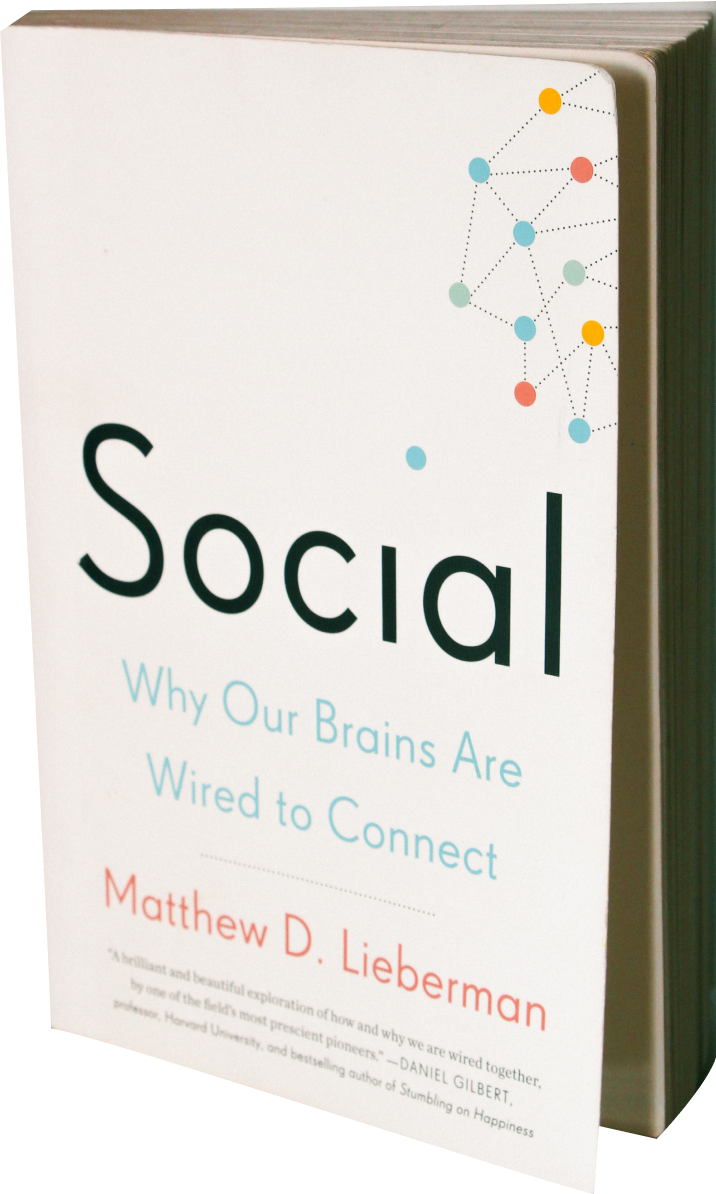 Social
Why Our Brains Are
Wired to Connect
Matthew D. Lieberman
"A brilliant and beautiful exploration of how and why we are wired together,
by one of the field's most prescient pioneers." —DANIEL GILBERT,
professor, Harvard University, and bestselling author of Stumbling on Happiness